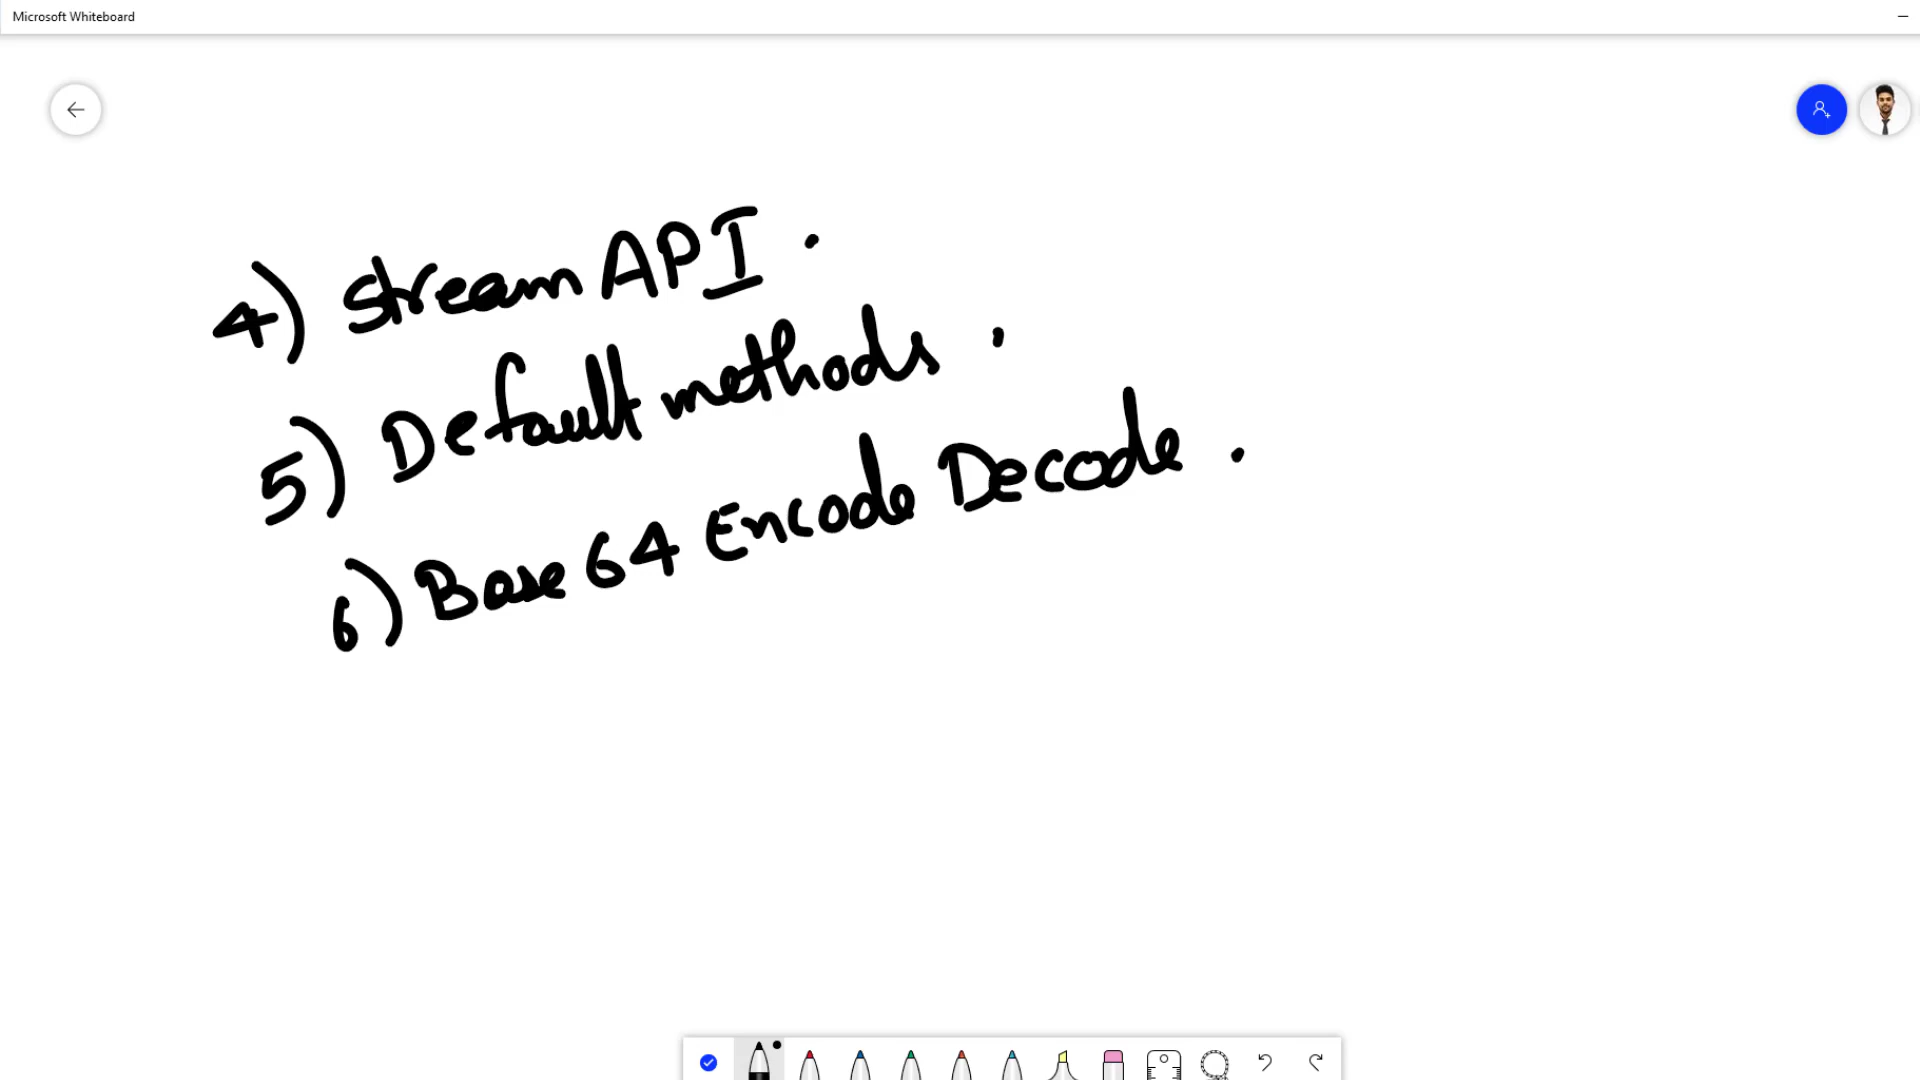 Microsoft Whiteboard
4) Stream API.
5) Default methods.
6) Base 64 Encode Decode.